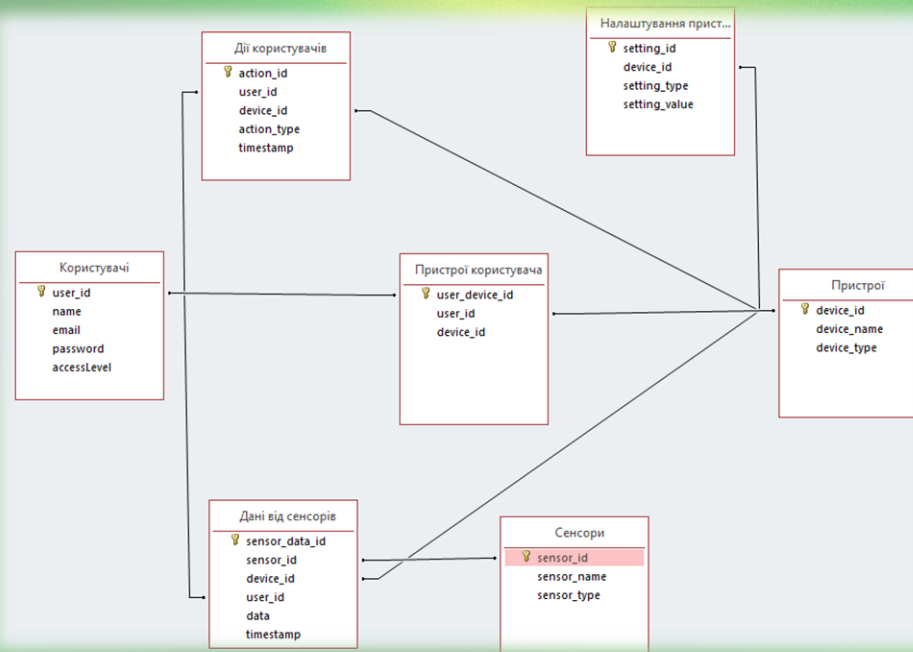 Дії користувачів
action_id
user_id
device_id
action_type
timestamp
Налаштування прист...
setting_id
device_id
setting_type
setting_value
Користувачі
user_id
name
email
password
accessLevel
Пристрої користувача
user_device_id
user_id
device_id
Пристрої
device_id
device_name
device_type
Дані від сенсорів
sensor_data_id
sensor_id
device_id
user_id
data
timestamp
Сенсори
sensor_id
sensor_name
sensor_type